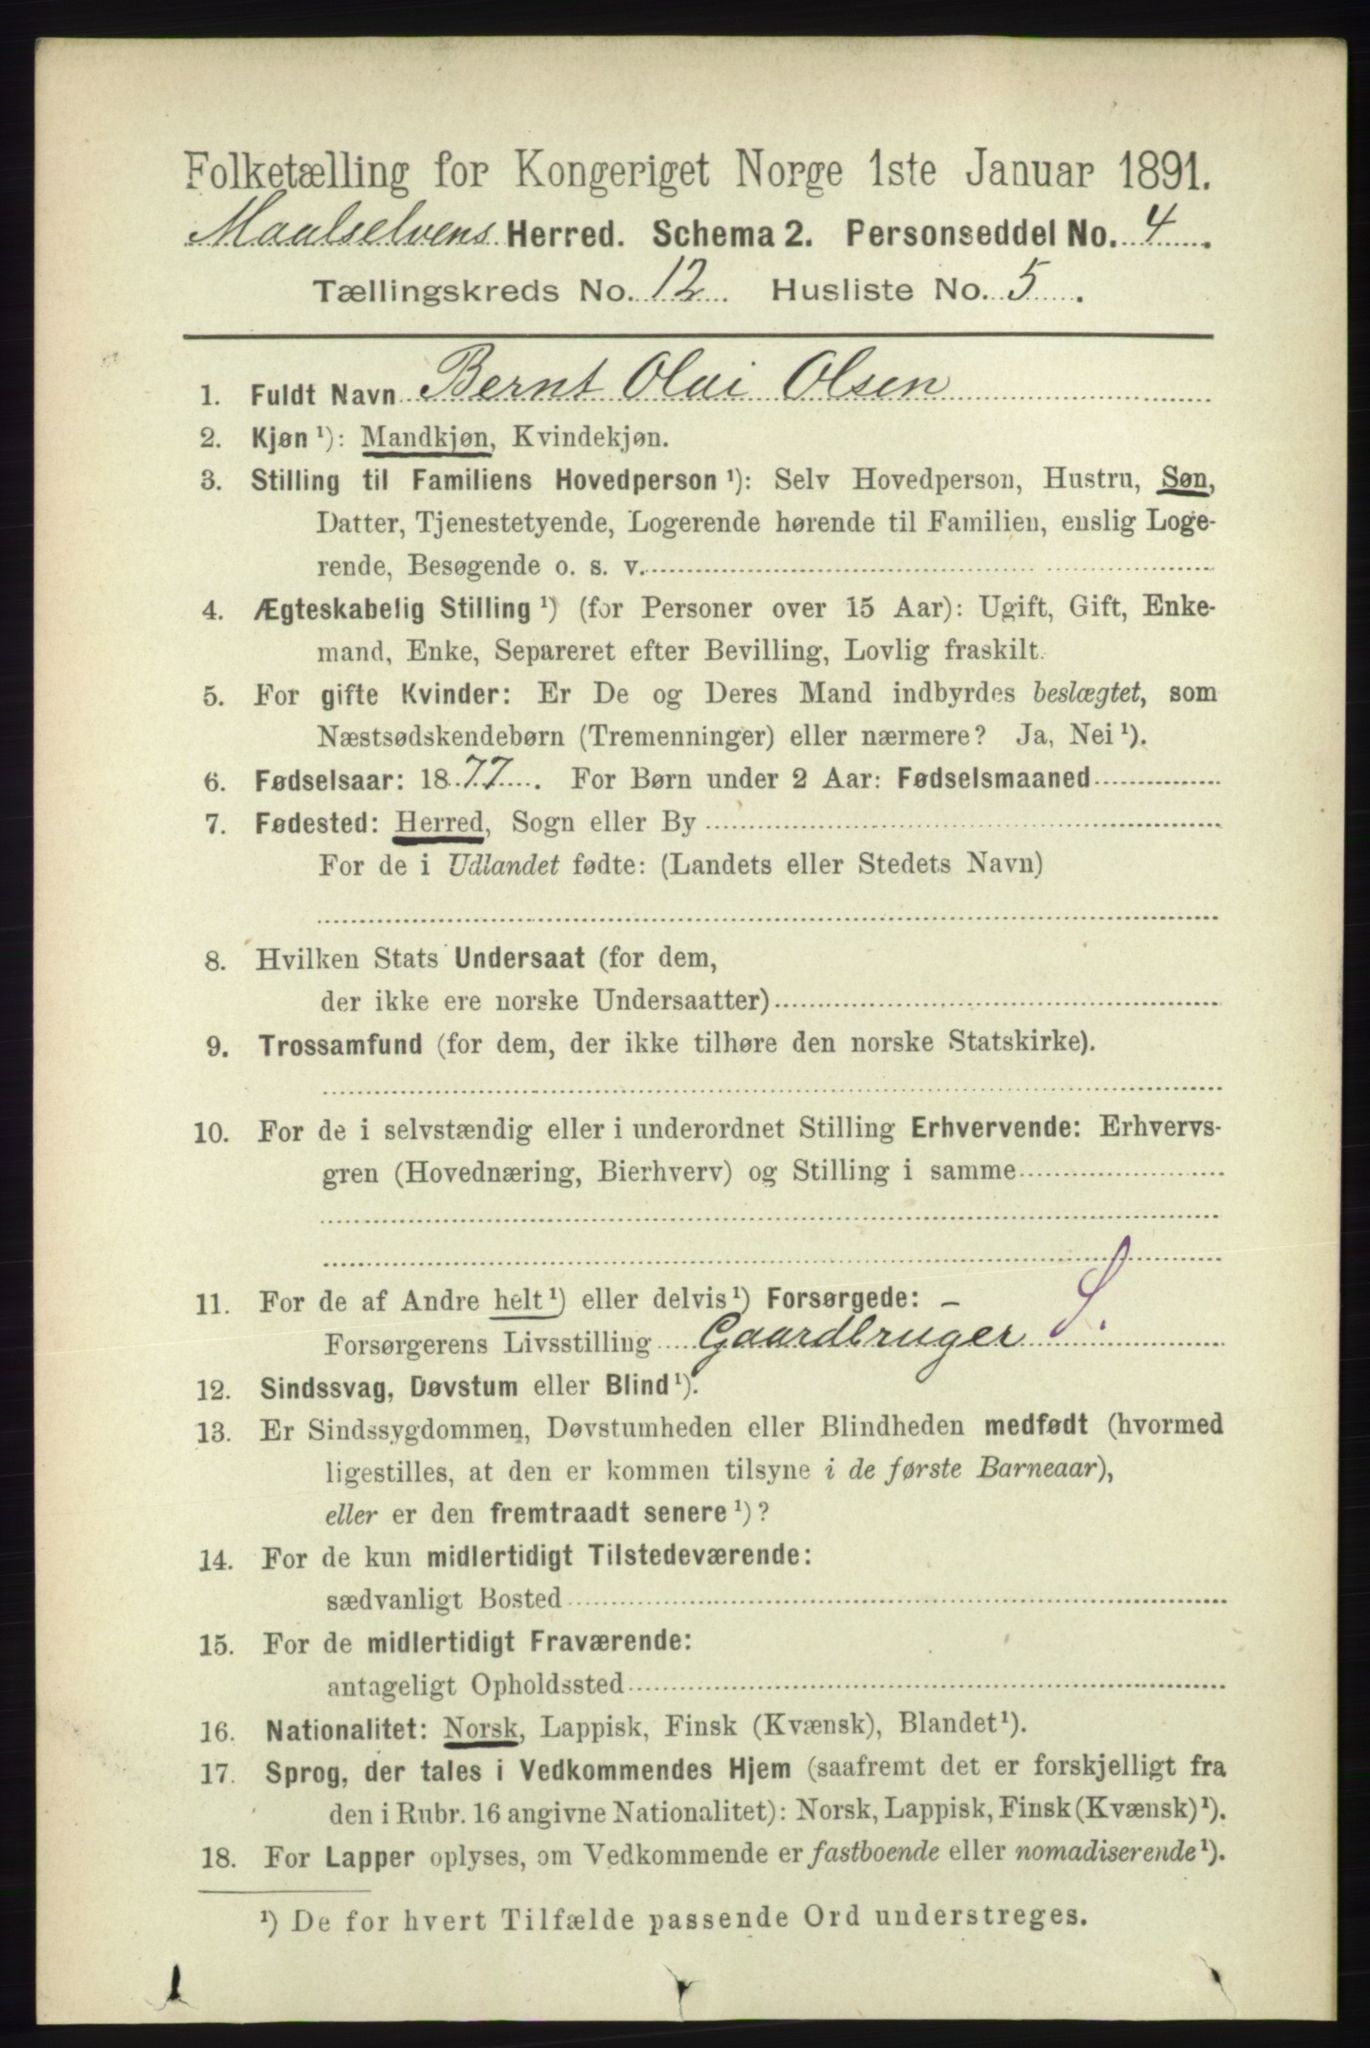 Folketælling for Kongeriget Norge 1ste Januar 1891.
Maalselvens Herred. Schema 2. Personseddel No. 4.
Tællingskreds No. 12 Husliste No. 5.
1. Fuldt Navn Bernt Olai Olsen
2. Kjøn ¹): Mandkjøn, Kvindekjøn.
3. Stilling til Familiens Hovedperson ¹): Selv Hovedperson, Hustru, Søn,
Datter, Tjenestetyende, Logerende hørende til Familien, enslig Loge-
rende, Besøgende o. s. v.
4. Ægteskabelig Stilling ¹) (for Personer over 15 Aar): Ugift, Gift, Enke-
mand, Enke, Separeret efter Bevilling, Lovlig fraskilt.
5. For gifte Kvinder: Er De og Deres Mand indbyrdes beslægtet, som
Næstsødskendebørn (Tremenninger) eller nærmere? Ja, Nei ¹).
6. Fødselsaar: 1877. For Børn under 2 Aar: Fødselsmaaned
7. Fødested: Herred, Sogn eller By
For de i Udlandet fødte: (Landets eller Stedets Navn)
8. Hvilken Stats Undersaat (for dem,
der ikke ere norske Undersaatter)
9. Trossamfund (for dem, der ikke tilhøre den norske Statskirke).
10. For de i selvstændig eller i underordnet Stilling Erhvervende: Erhvervs-
gren (Hovednæring, Bierhverv) og Stilling i samme
11. For de af Andre helt ¹) eller delvis ¹) Forsørgede: – S.
Forsørgerens Livsstilling Gaardbruger
12. Sindssvag, Døvstum eller Blind ¹).
13. Er Sindssygdommen, Døvstumheden eller Blindheden medfødt (hvormed
ligestilles, at den er kommen tilsyne i de første Barneaar),
eller er den fremtraadt senere ¹)?
14. For de kun midlertidigt Tilstedeværende:
sædvanligt Bosted
15. For de midlertidigt Fraværende:
antageligt Opholdssted
16. Nationalitet: Norsk, Lappisk, Finsk (Kvænsk), Blandet ¹).
17. Sprog, der tales i Vedkommendes Hjem (saafremt det er forskjelligt fra
den i Rubr. 16 angivne Nationalitet): Norsk, Lappisk, Finsk (Kvænsk) ¹).
18. For Lapper oplyses, om Vedkommende er fastboende eller nomadiserende ¹).
¹) De for hvert Tilfælde passende Ord understreges.